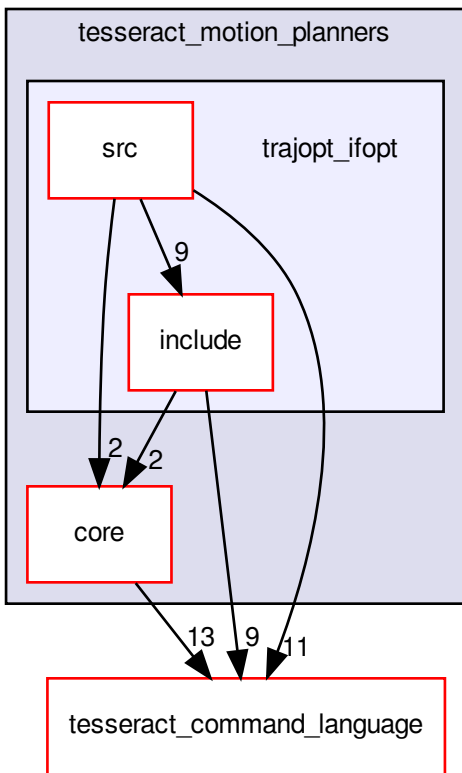 tesseract_motion_planners
src
trajopt_ifopt
9
include
2
2
core
13
9
11
tesseract_command_language